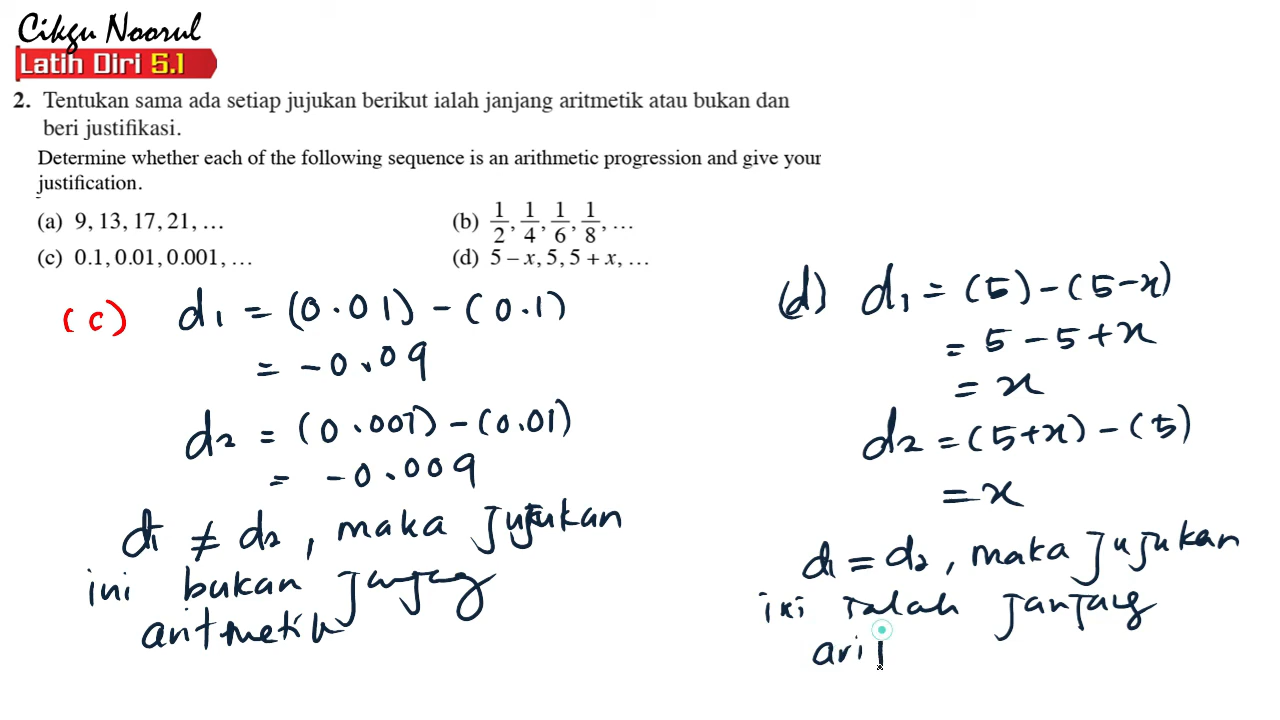 Cikgu Noorul
Latih Diri 5.1
2. Tentukan sama ada setiap jujukan berikut ialah janjang aritmetik atau bukan dan
beri justifikasi.
Determine whether each of the following sequence is an arithmetic progression and give your
justification.
(a) 9, 13, 17, 21, …
(b) 1/2, 1/4, 1/6, 1/8, …
(c) 0.1, 0.01, 0.001, …
(d) 5 – x, 5, 5 + x, …
(c) d1 = (0.01) - (0.1)
= -0.09
d2 = (0.001) - (0.01)
= -0.009
d1 ≠ d2, maka jujukan
ini bukan janjang
aritmetik
(d) d1 = (5) - (5-x)
= 5 - 5 + x
= x
d2 = (5+x) - (5)
= x
d1 = d2, maka jujukan
ini ialah janjang
ari